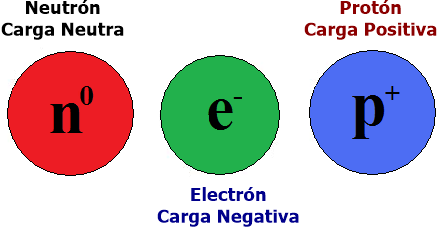 Neutrón
Carga Neutra
Protón
Carga Positiva
n⁰
e⁻
p⁺
Electrón
Carga Negativa